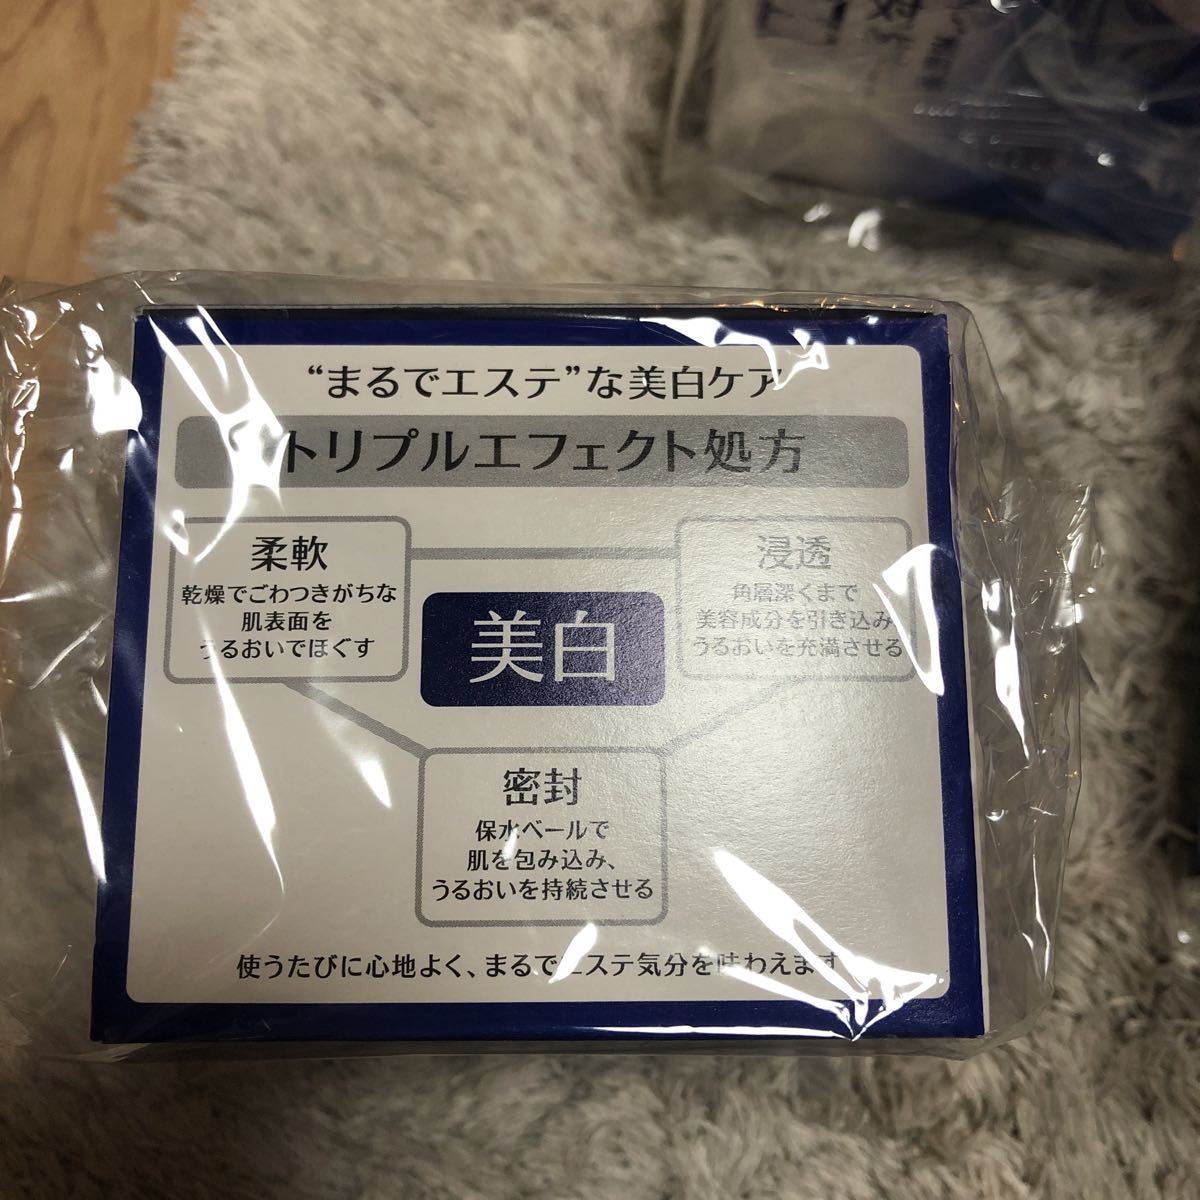 “まるでエステ”な美白ケア
トリプルエフェクト処方
柔軟
乾燥でごわつきがちな
肌表面を
うるおいでほぐす
浸透
角層深くまで
美容成分を引き込み
うるおいを充満させる
美白
密封
保水ベールで
肌を包み込み、
うるおいを持続させる
使うたびに心地よく、まるでエステ気分を味わえます